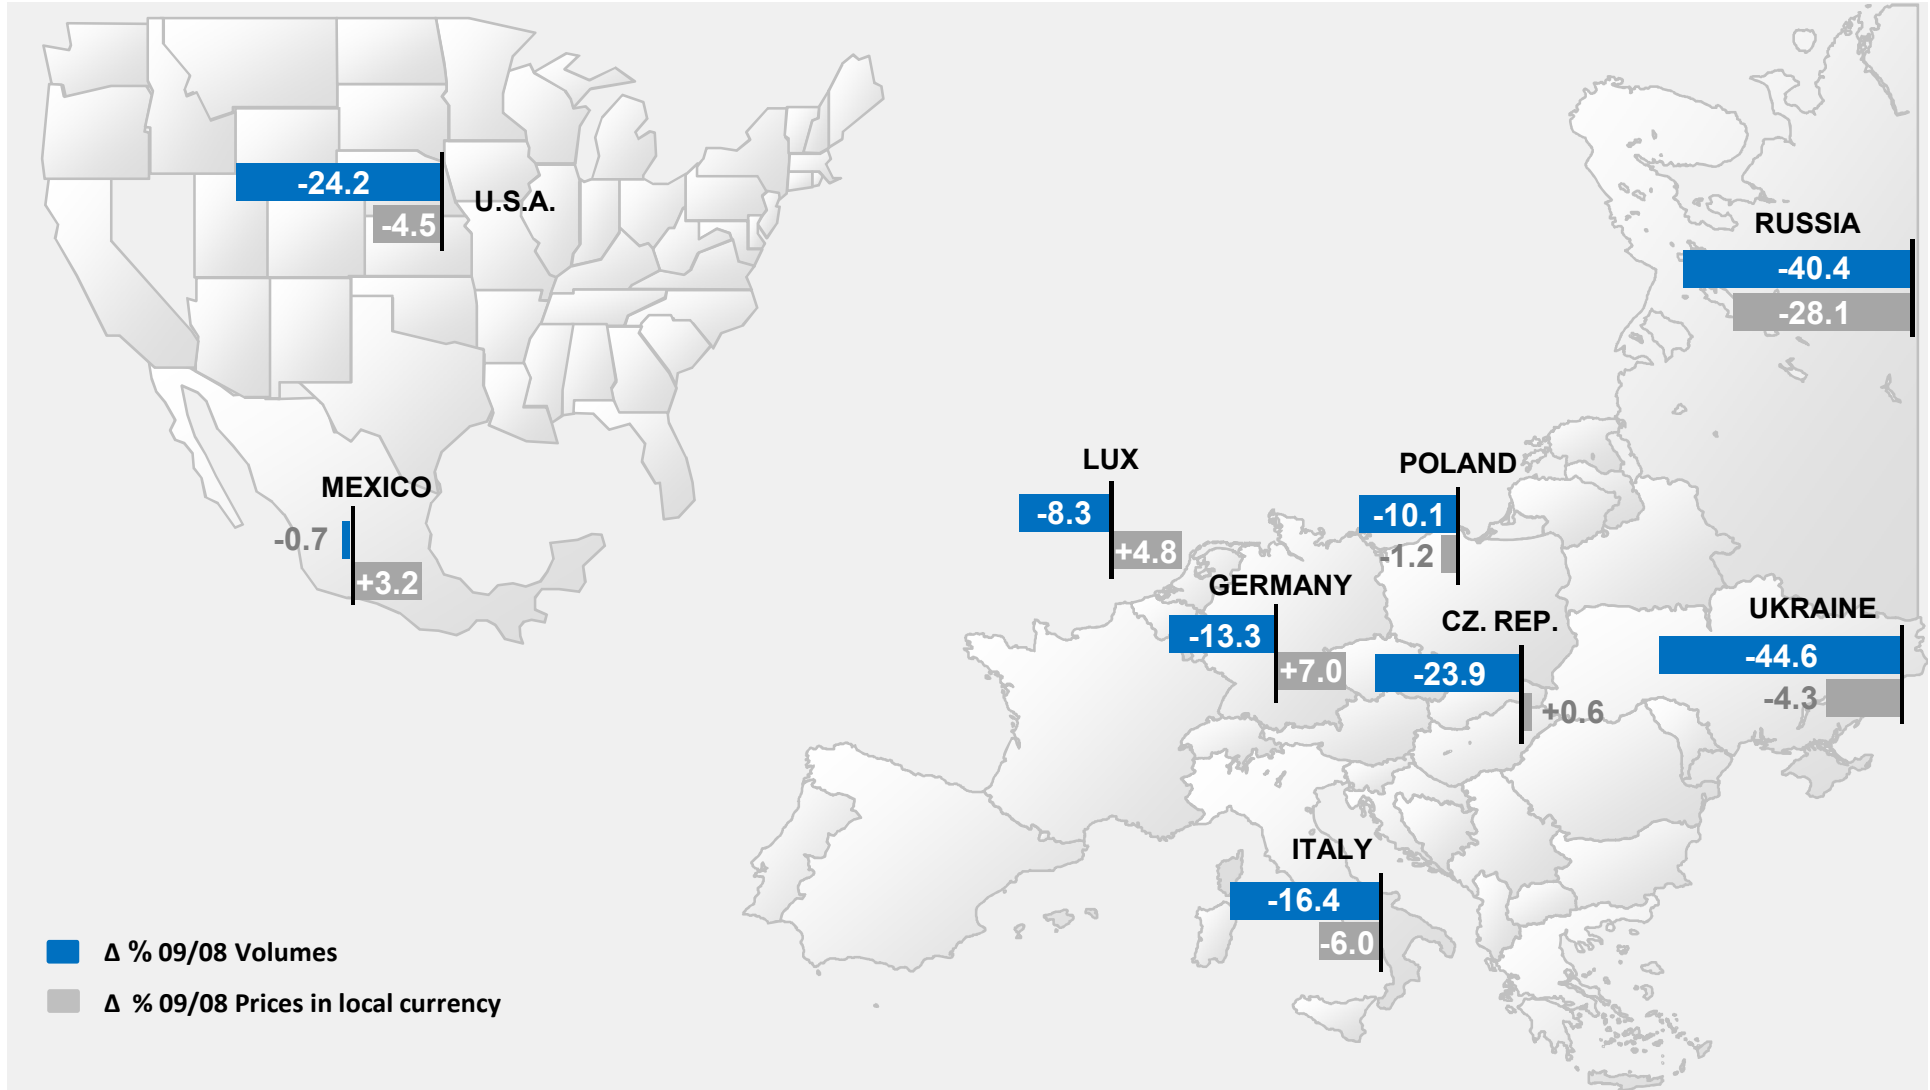 U.S.A.
-24.2
-4.5
MEXICO
-0.7
+3.2
RUSSIA
-40.4
-28.1
LUX
-8.3
+4.8
POLAND
-10.1
-1.2
GERMANY
-13.3
+7.0
CZ. REP.
-23.9
+0.6
UKRAINE
-44.6
-4.3
ITALY
-16.4
-6.0
Δ % 09/08 Volumes
Δ % 09/08 Prices in local currency